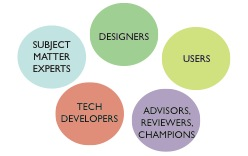 DESIGNERS
SUBJECT
MATTER
EXPERTS
USERS
TECH
DEVELOPERS
ADVISORS,
REVIEWERS,
CHAMPIONS